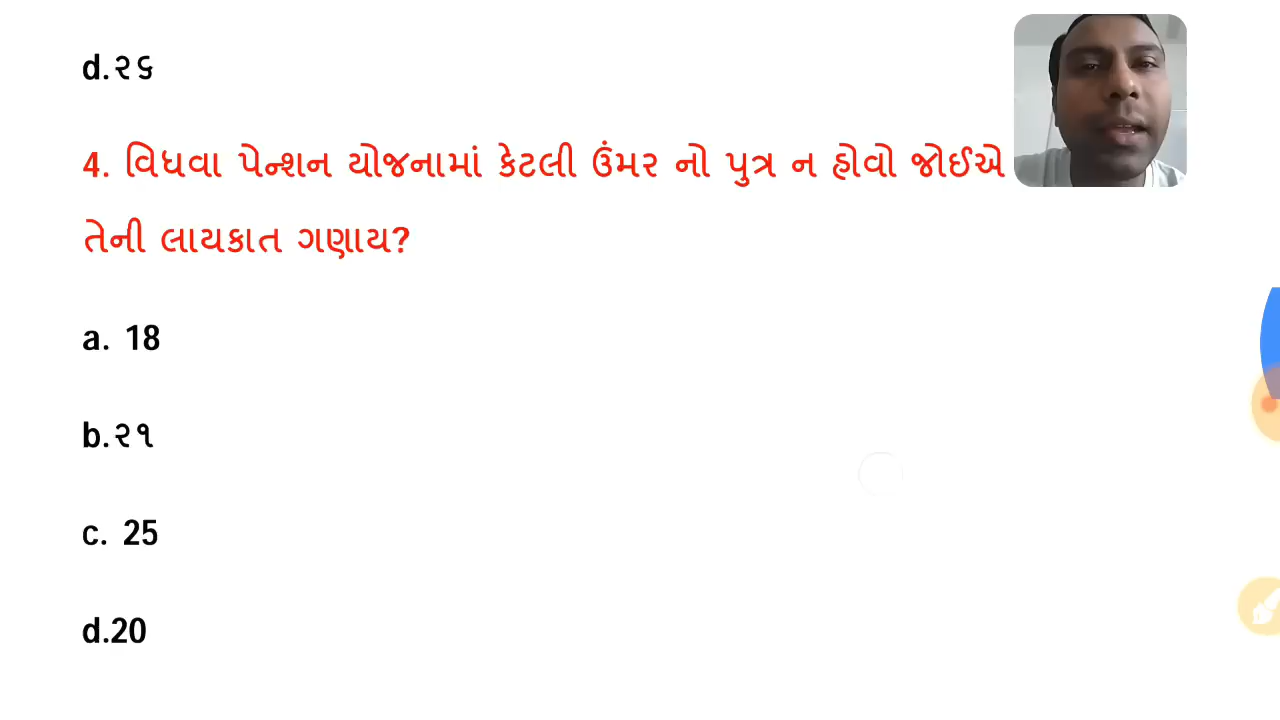 d.૨૬
4. વિધવા પેન્શન યોજનામાં કેટલી ઉંમર નો પુત્ર ન હોવો જોઈએ
તેની લાયકાત ગણાય?
a. 18
b.૨૧
c. 25
d.20